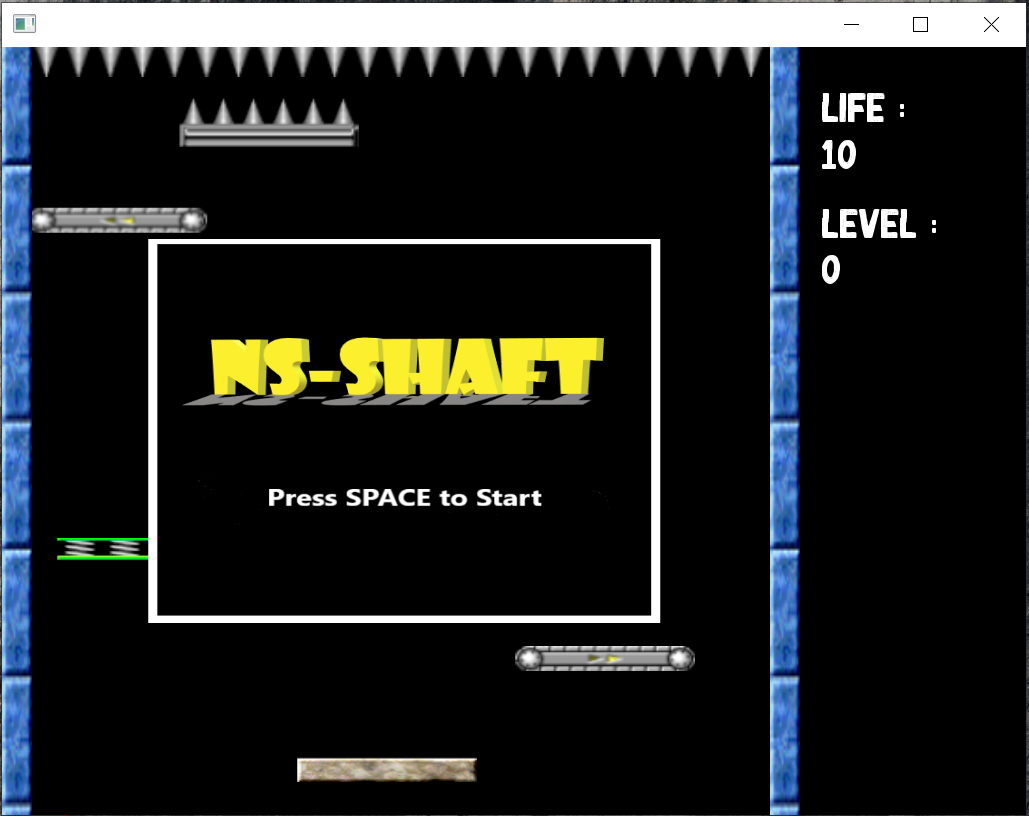 LIFE :
10
LEVEL :
0
NS-SHAFT
Press SPACE to Start